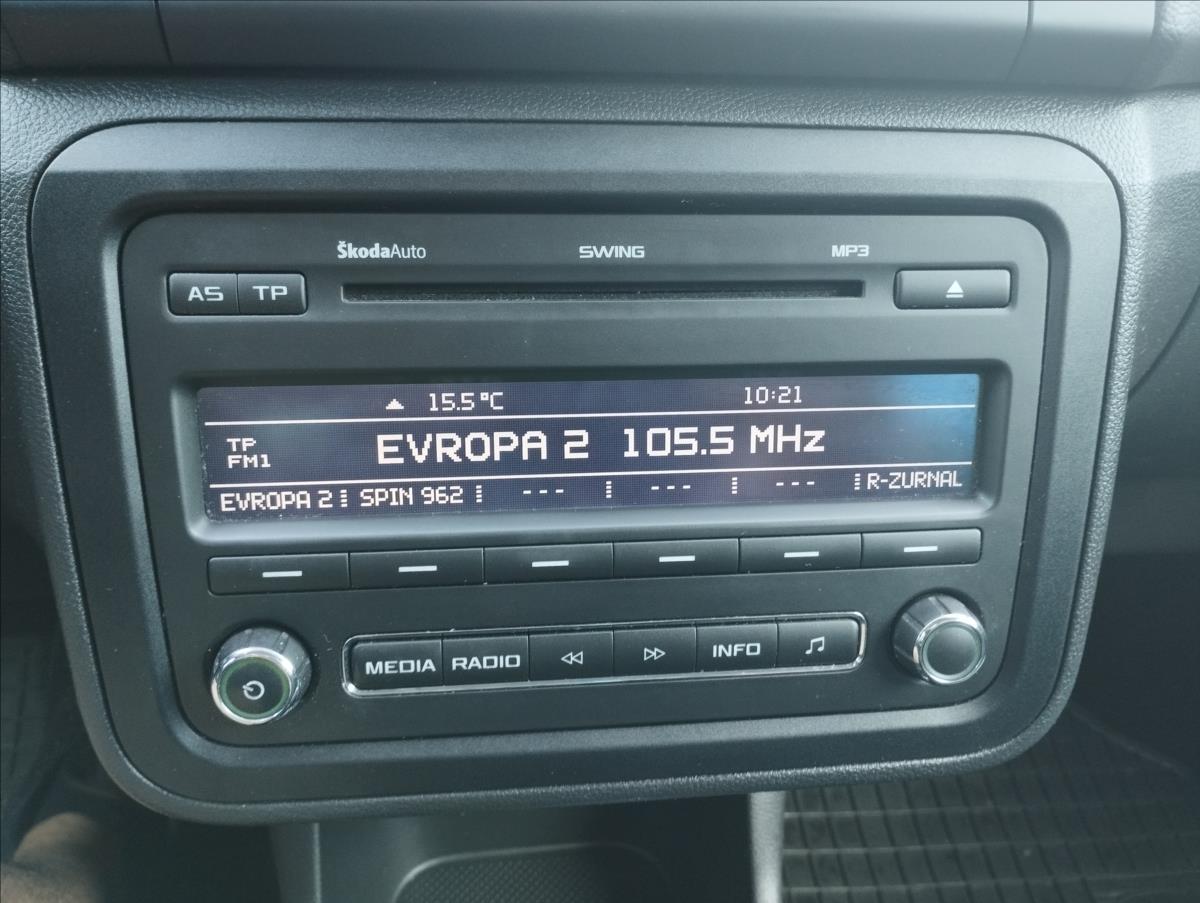 ŠkodaAuto SWING MP3
AS TP
15.5°C 10:21
TP
FM1
EVROPA 2 105.5 MHz
EVROPA 2 SPIN 962 --- --- --- R-ZURNAL
MEDIA RADIO INFO